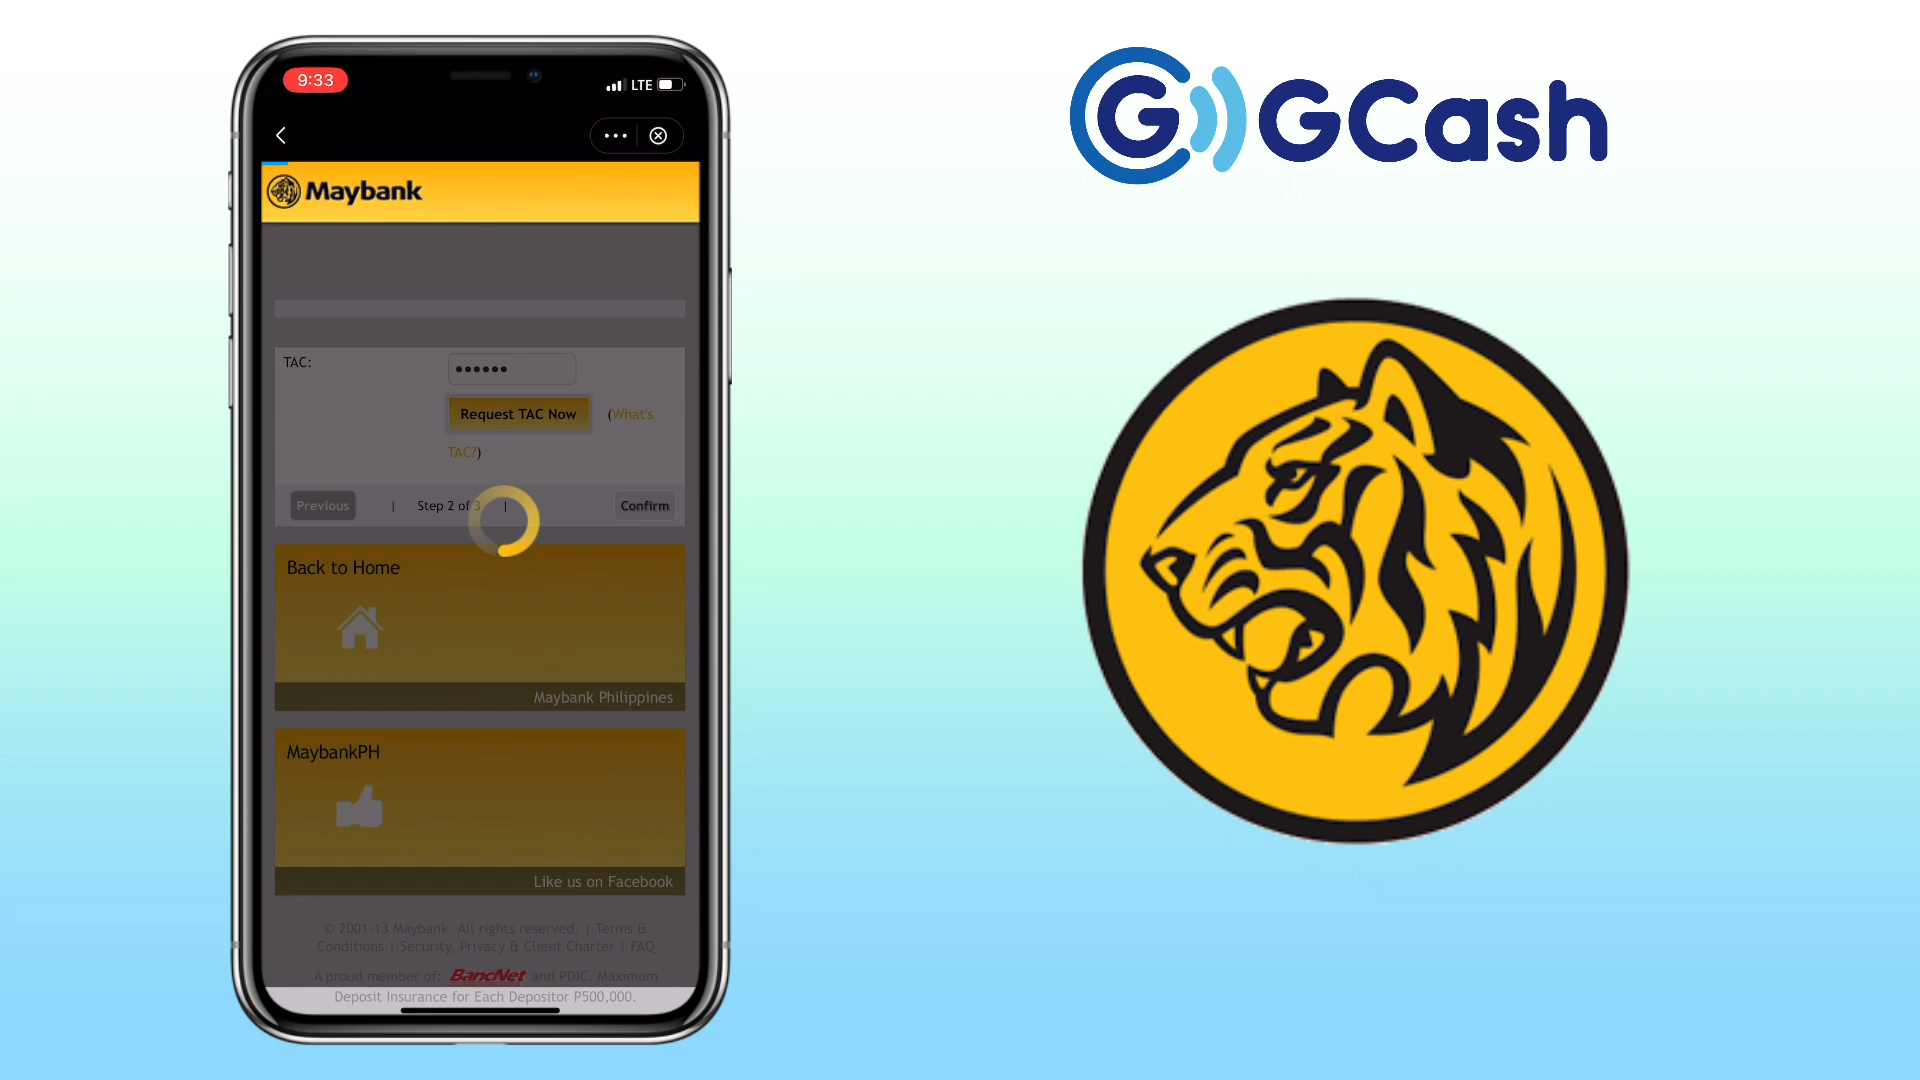 9:33
LTE
Maybank
TAC:
••••••
Request TAC Now
(What's
TAC?)
Previous | Step 2 of 3 | Confirm
Back to Home
Maybank Philippines
MaybankPH
Like us on Facebook
© 2001-13 Maybank. All rights reserved. | Terms &
Conditions | Security, Privacy & Client Charter | FAQ
A proud member of: BancNet and PDIC. Maximum
Deposit Insurance for Each Depositor P500,000.
G GCash